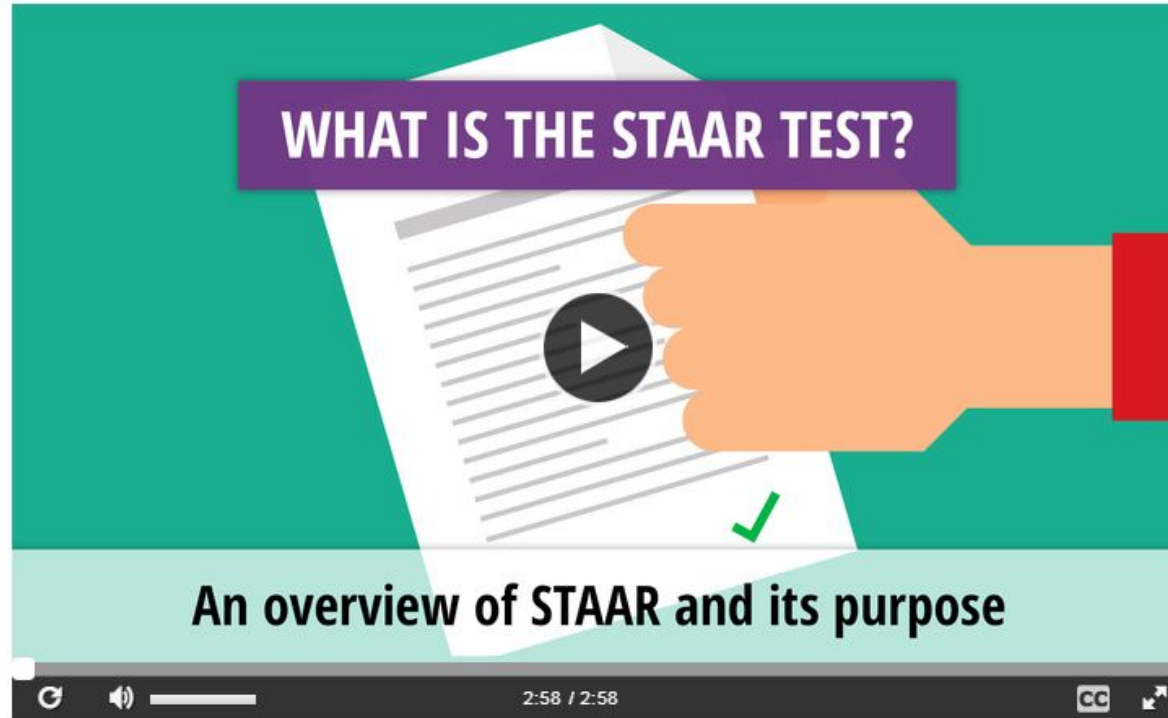 WHAT IS THE STAAR TEST?
An overview of STAAR and its purpose
2:58 / 2:58
CC